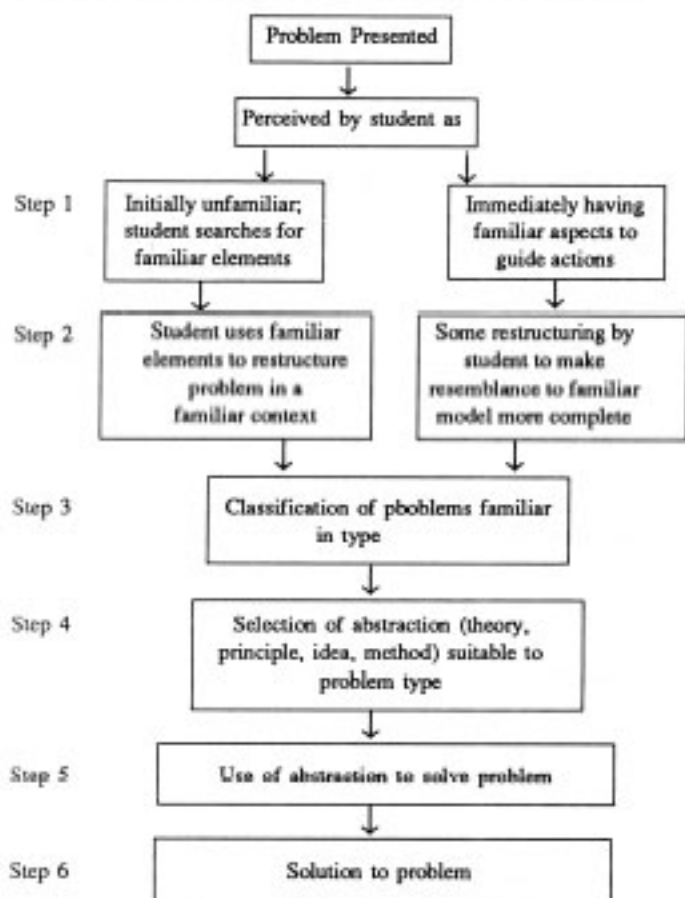 Problem Presented
Perceived by student as
Step 1
Initially unfamiliar;
student searches for
familiar elements
Immediately having
familiar aspects to
guide actions
Step 2
Student uses familiar
elements to restructure
problem in a
familiar context
Some restructuring by
student to make
resemblance to familiar
model more complete
Step 3
Classification of pboblems familiar
in type
Step 4
Selection of abstraction (theory,
principle, idea, method) suitable to
problem type
Step 5
Use of abstraction to solve problem
Step 6
Solution to problem